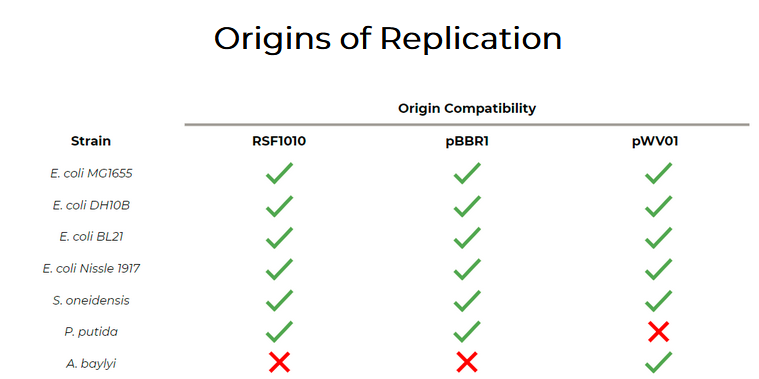 Origins of Replication
Origin Compatibility
Strain RSF1010 pBBR1 pWV01
E. coli MG1655
E. coli DH10B
E. coli BL21
E. coli Nissle 1917
S. oneidensis
P. putida
A. baylyi